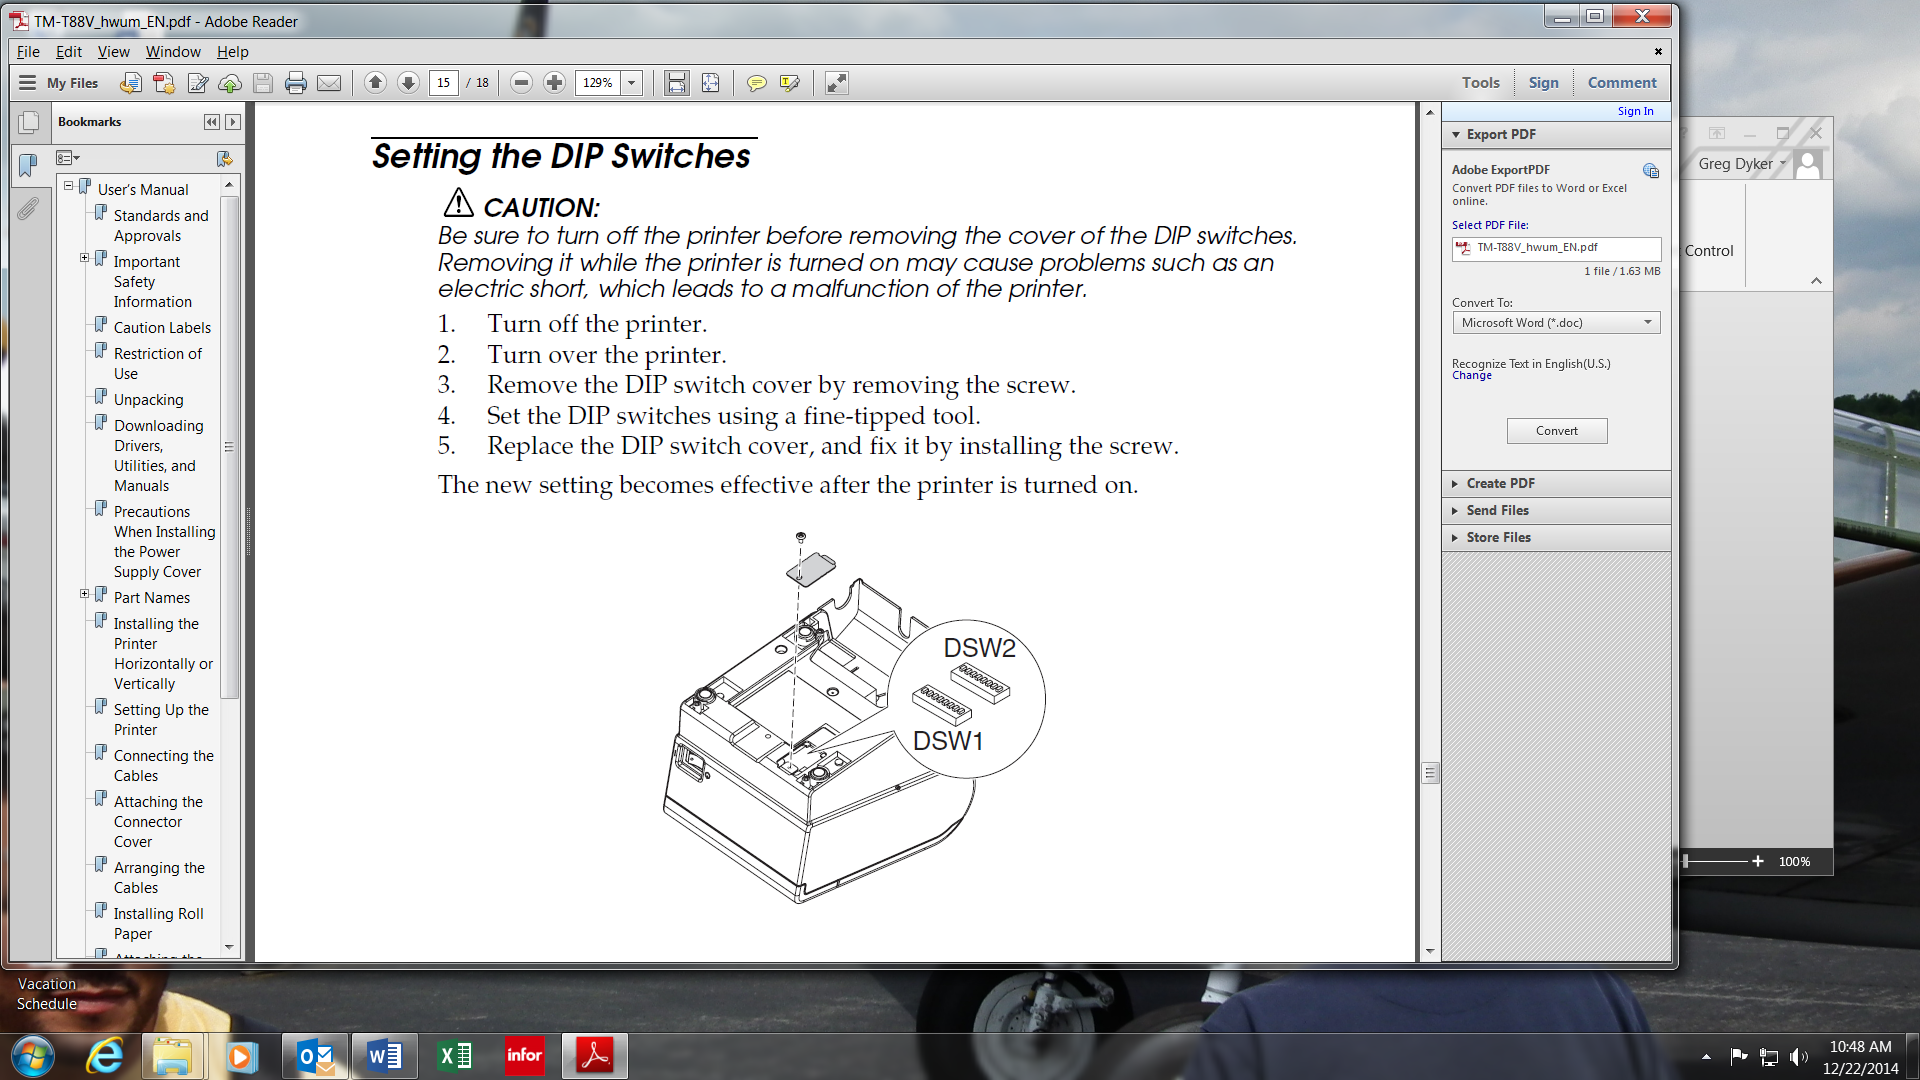 TM-T88V_hwum_EN.pdf - Adobe Reader
File Edit View Window Help
My Files 15 / 18 129% Tools Sign Comment
Bookmarks
User's Manual
Standards and
Approvals
Important
Safety
Information
Caution Labels
Restriction of
Use
Unpacking
Downloading
Drivers,
Utilities, and
Manuals
Precautions
When Installing
the Power
Supply Cover
Part Names
Installing the
Printer
Horizontally or
Vertically
Setting Up the
Printer
Connecting the
Cables
Attaching the
Connector
Cover
Arranging the
Cables
Installing Roll
Paper
Setting the DIP Switches
CAUTION:
Be sure to turn off the printer before removing the cover of the DIP switches.
Removing it while the printer is turned on may cause problems such as an
electric short, which leads to a malfunction of the printer.
1. Turn off the printer.
2. Turn over the printer.
3. Remove the DIP switch cover by removing the screw.
4. Set the DIP switches using a fine-tipped tool.
5. Replace the DIP switch cover, and fix it by installing the screw.
The new setting becomes effective after the printer is turned on.
DSW2
DSW1
Sign In
Export PDF
Adobe ExportPDF
Convert PDF files to Word or Excel
online.
Select PDF File:
TM-T88V_hwum_EN.pdf
1 file / 1.63 MB
Convert To:
Microsoft Word (*.doc)
Recognize Text in English(U.S.)
Change
Convert
Create PDF
Send Files
Store Files
Greg Dyker
Control
100%
Vacation
Schedule
infor
10:48 AM
12/22/2014